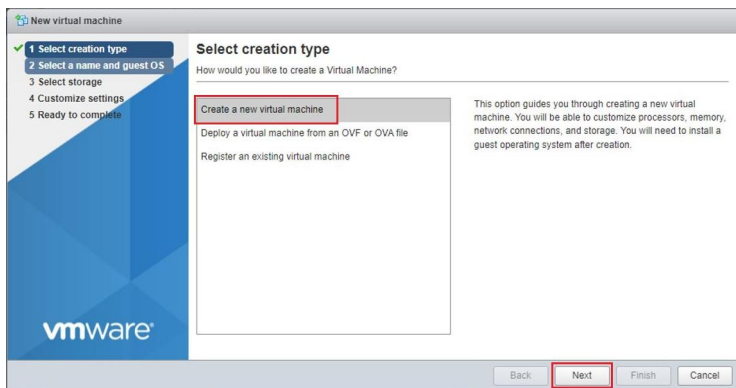 New virtual machine
1 Select creation type
2 Select a name and guest OS
3 Select storage
4 Customize settings
5 Ready to complete
Select creation type
How would you like to create a Virtual Machine?
Create a new virtual machine
Deploy a virtual machine from an OVF or OVA file
Register an existing virtual machine
This option guides you through creating a new virtual
machine. You will be able to customize processors, memory,
network connections, and storage. You will need to install a
guest operating system after creation.
vmware®
Back Next Finish Cancel